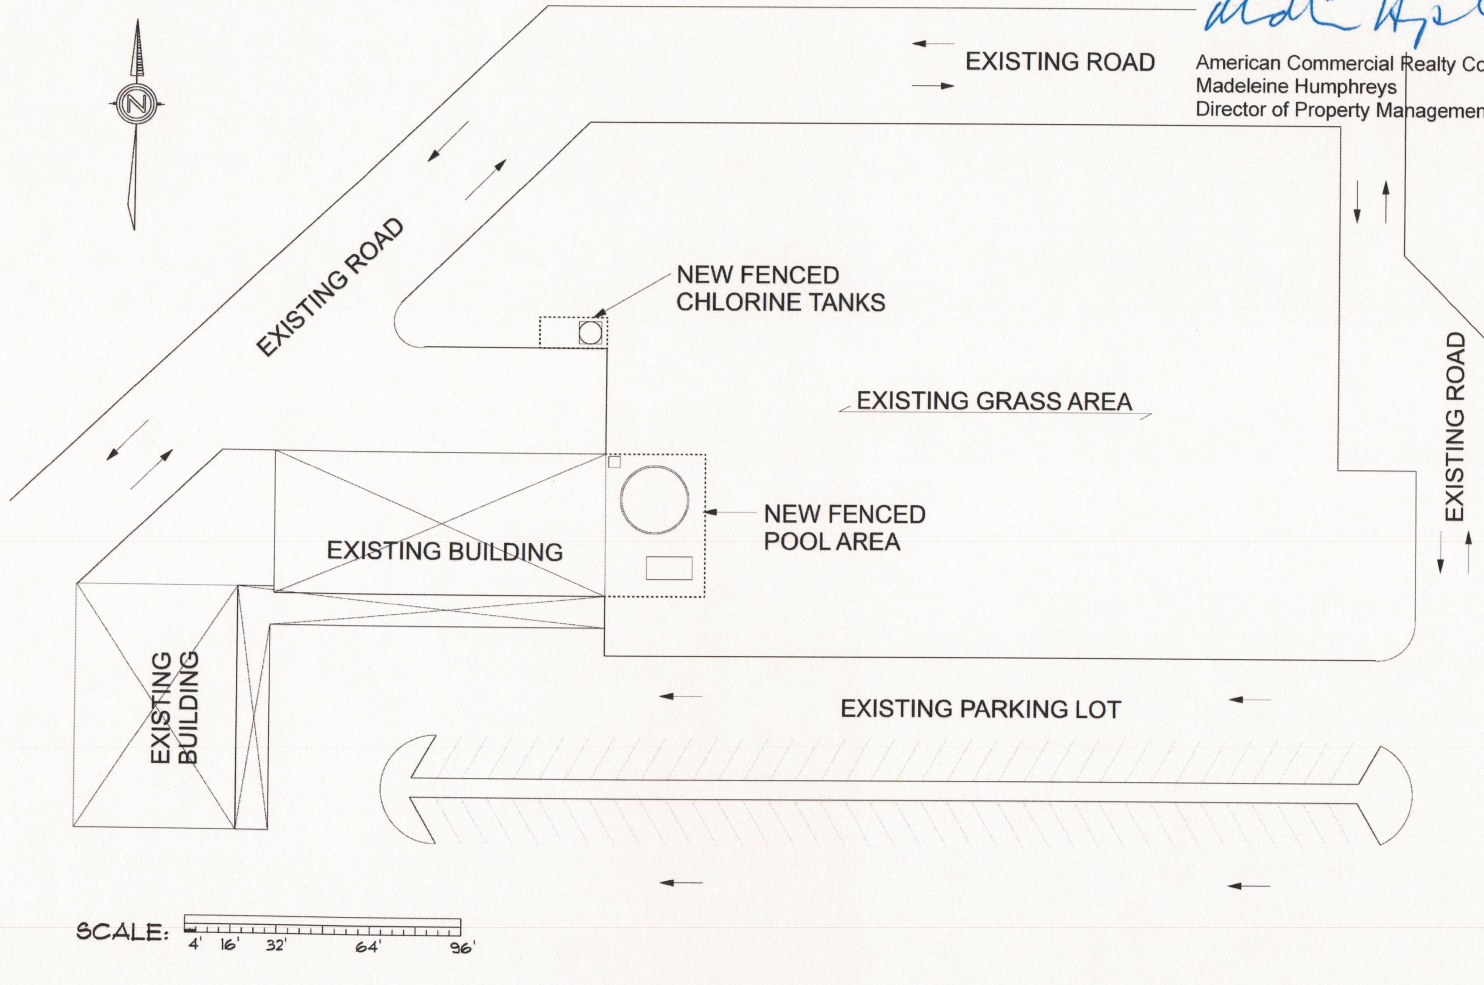 EXISTING ROAD
American Commercial Realty Co
Madeleine Humphreys
Director of Property Managemen
N
EXISTING ROAD
NEW FENCED
CHLORINE TANKS
EXISTING GRASS AREA
EXISTING ROAD
NEW FENCED
POOL AREA
EXISTING BUILDING
EXISTING
BUILDING
EXISTING PARKING LOT
SCALE:
4' 16' 32' 64' 96'